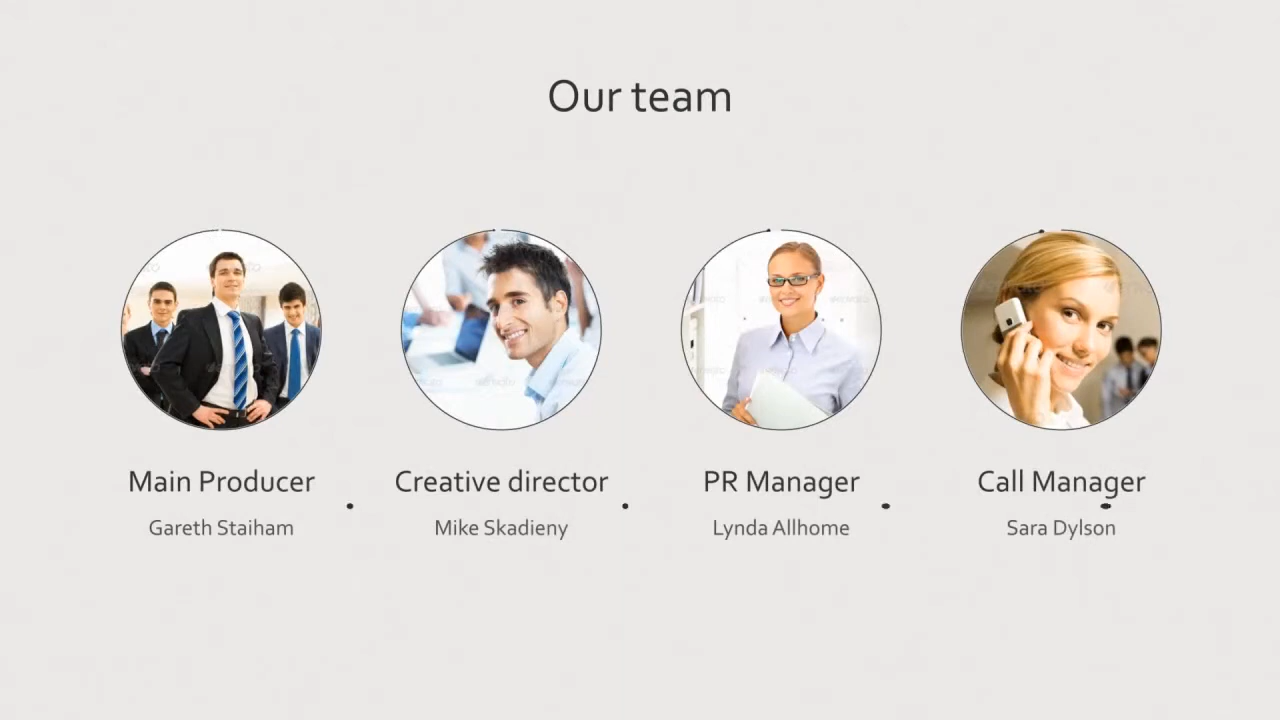 Our team
Main Producer
Creative director
PR Manager
Call Manager
Gareth Staiham
Mike Skadieny
Lynda Allhome
Sara Dylson